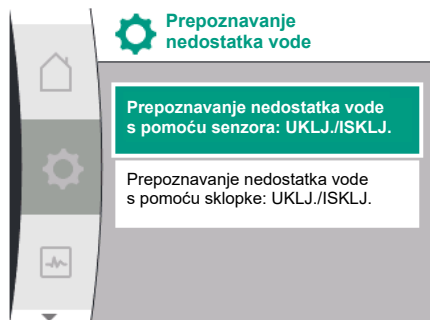 Prepoznavanje
nedostatka vode
Prepoznavanje nedostatka vode
s pomoću senzora: UKLJ./ISKLJ.
Prepoznavanje nedostatka vode
s pomoću sklopke: UKLJ./ISKLJ.